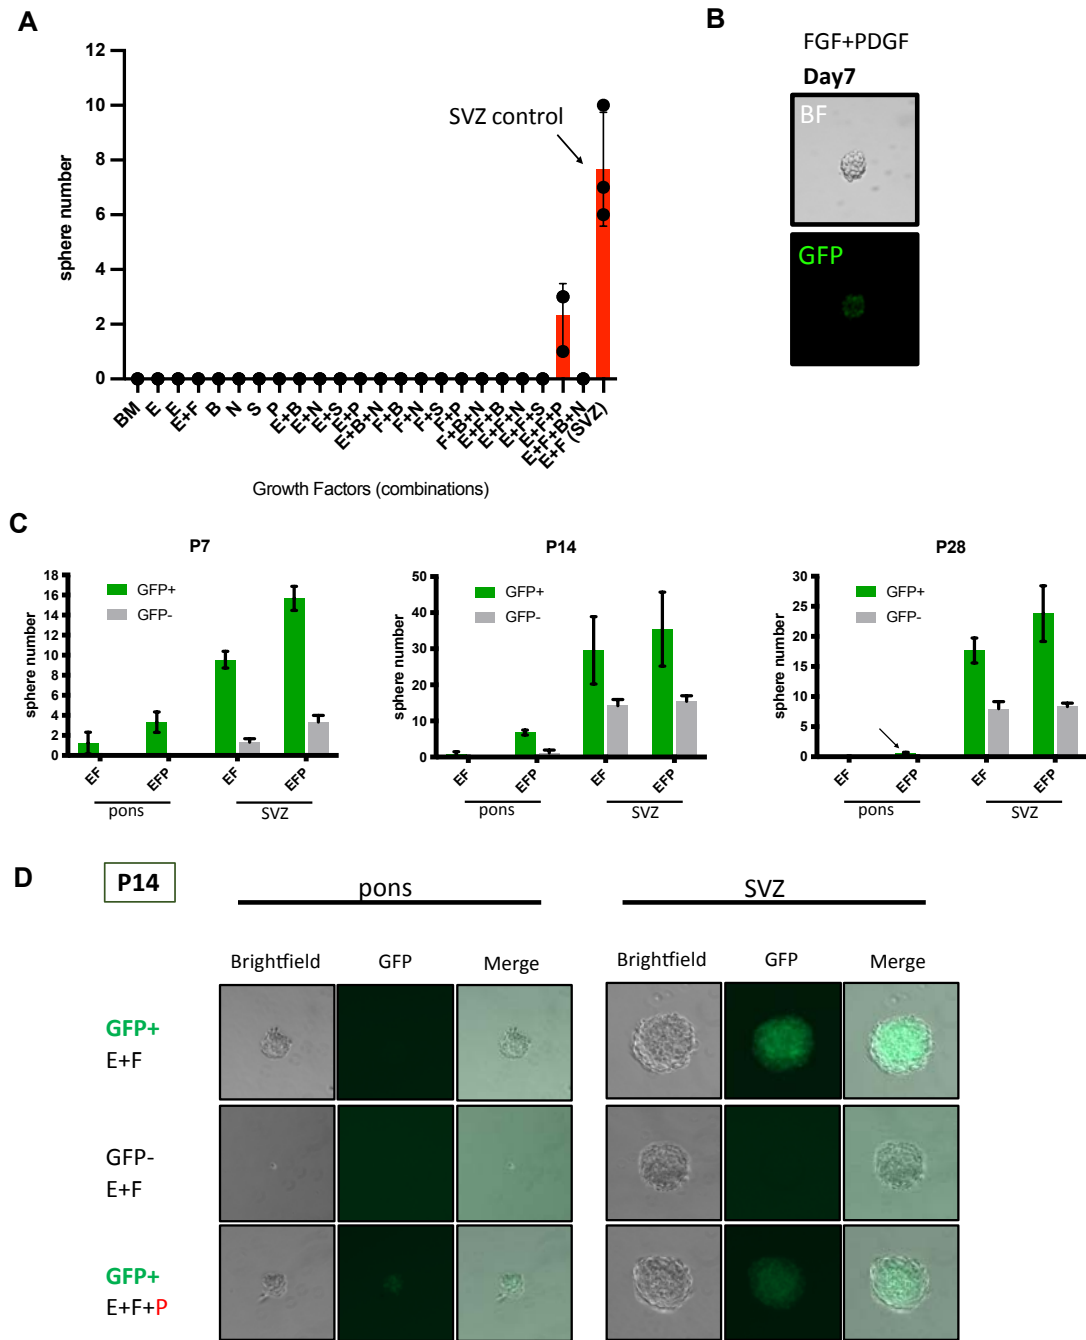 A
12
10
8
6
4
2
0
sphere number
SVZ control
BM
E
E
E+F
B
N
S
P
E+B
E+N
E+S
E+P
E+B+N
F+B
F+N
F+S
F+P
F+B+N
E+F+B
E+F+N
E+F+S
E+F+P
E+F+B+N
E+F (SVZ)
Growth Factors (combinations)
B
FGF+PDGF
Day7
BF
GFP
C
P7
18
16
14
12
10
8
6
4
2
0
sphere number
GFP+
GFP-
EF
EFP
EF
EFP
pons
SVZ
P14
50
40
30
20
10
0
sphere number
GFP+
GFP-
EF
EFP
EF
EFP
pons
SVZ
P28
30
25
20
15
10
5
0
sphere number
GFP+
GFP-
EF
EFP
EF
EFP
pons
SVZ
D
P14
pons
SVZ
Brightfield GFP Merge
Brightfield GFP Merge
GFP+
E+F
GFP-
E+F
GFP+
E+F+P